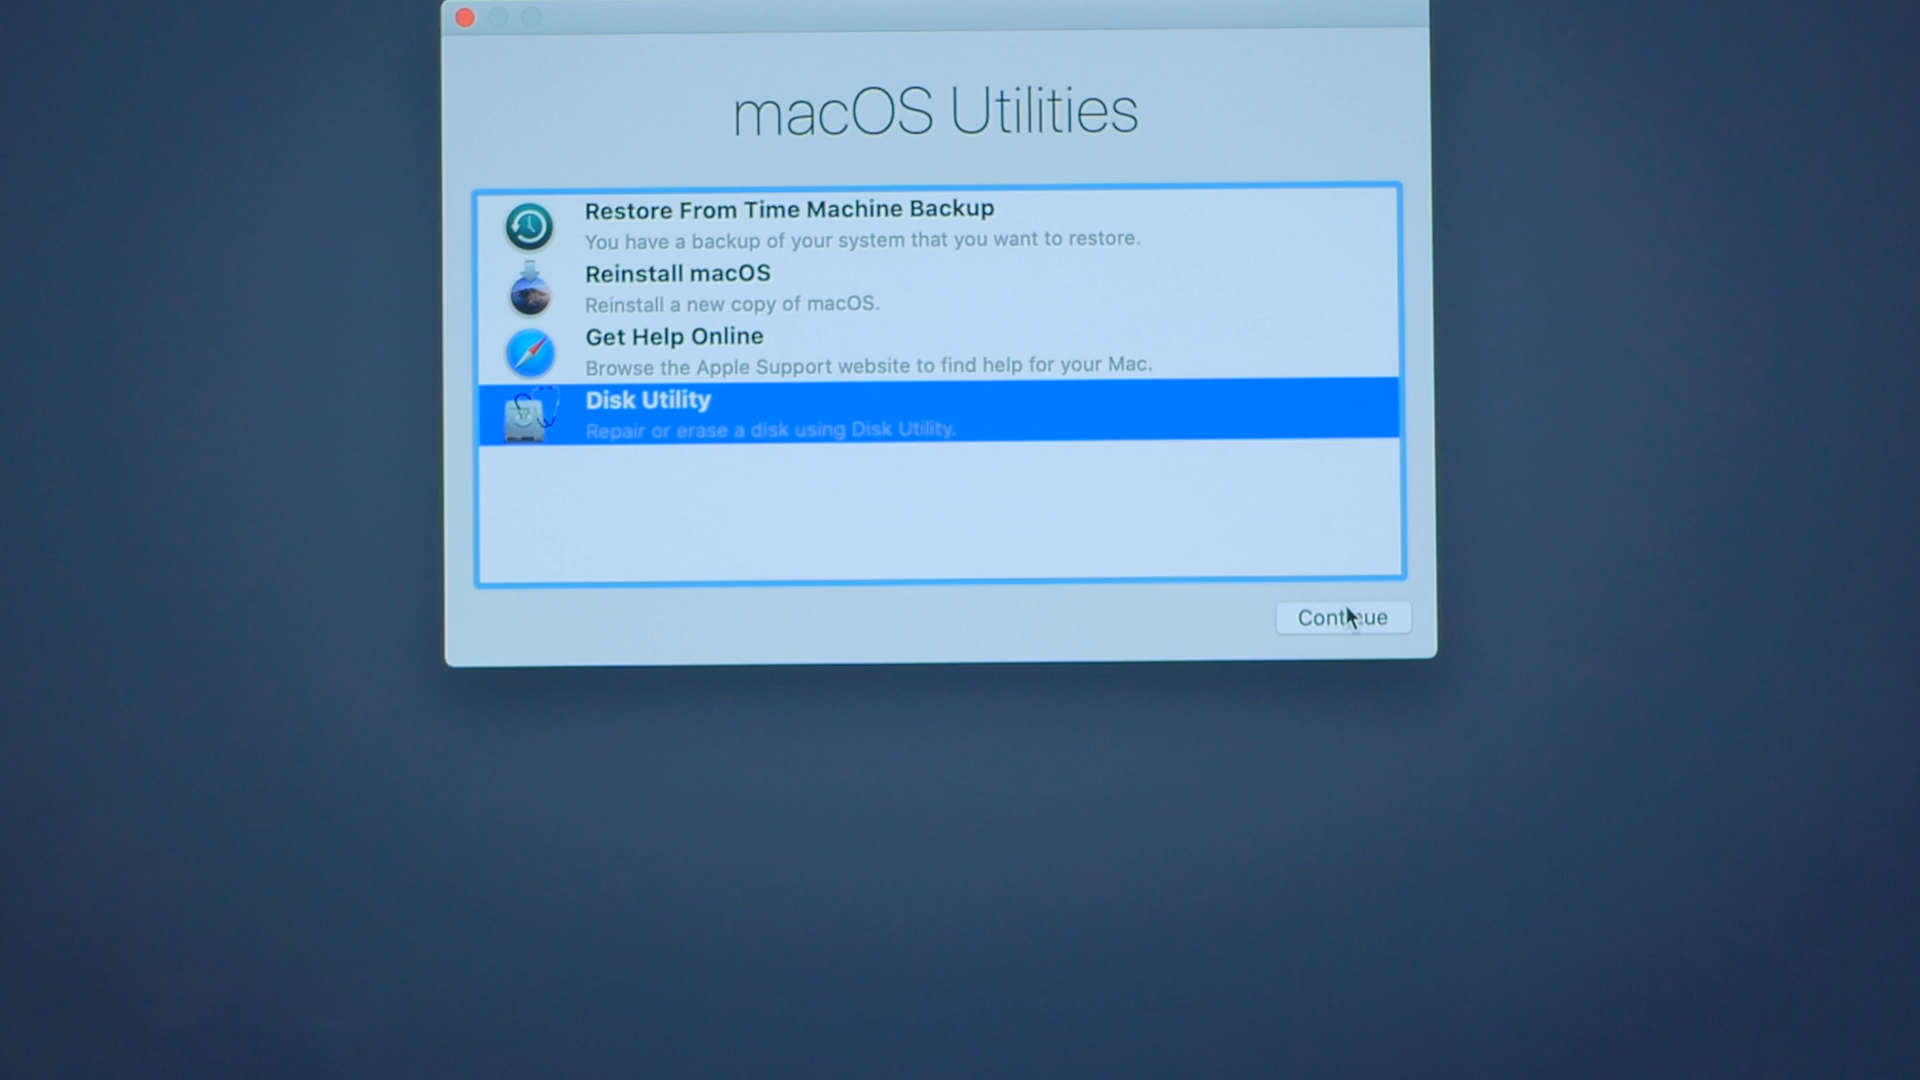 macOS Utilities
Restore From Time Machine Backup
You have a backup of your system that you want to restore.
Reinstall macOS
Reinstall a new copy of macOS.
Get Help Online
Browse the Apple Support website to find help for your Mac.
Disk Utility
Repair or erase a disk using Disk Utility.
Continue